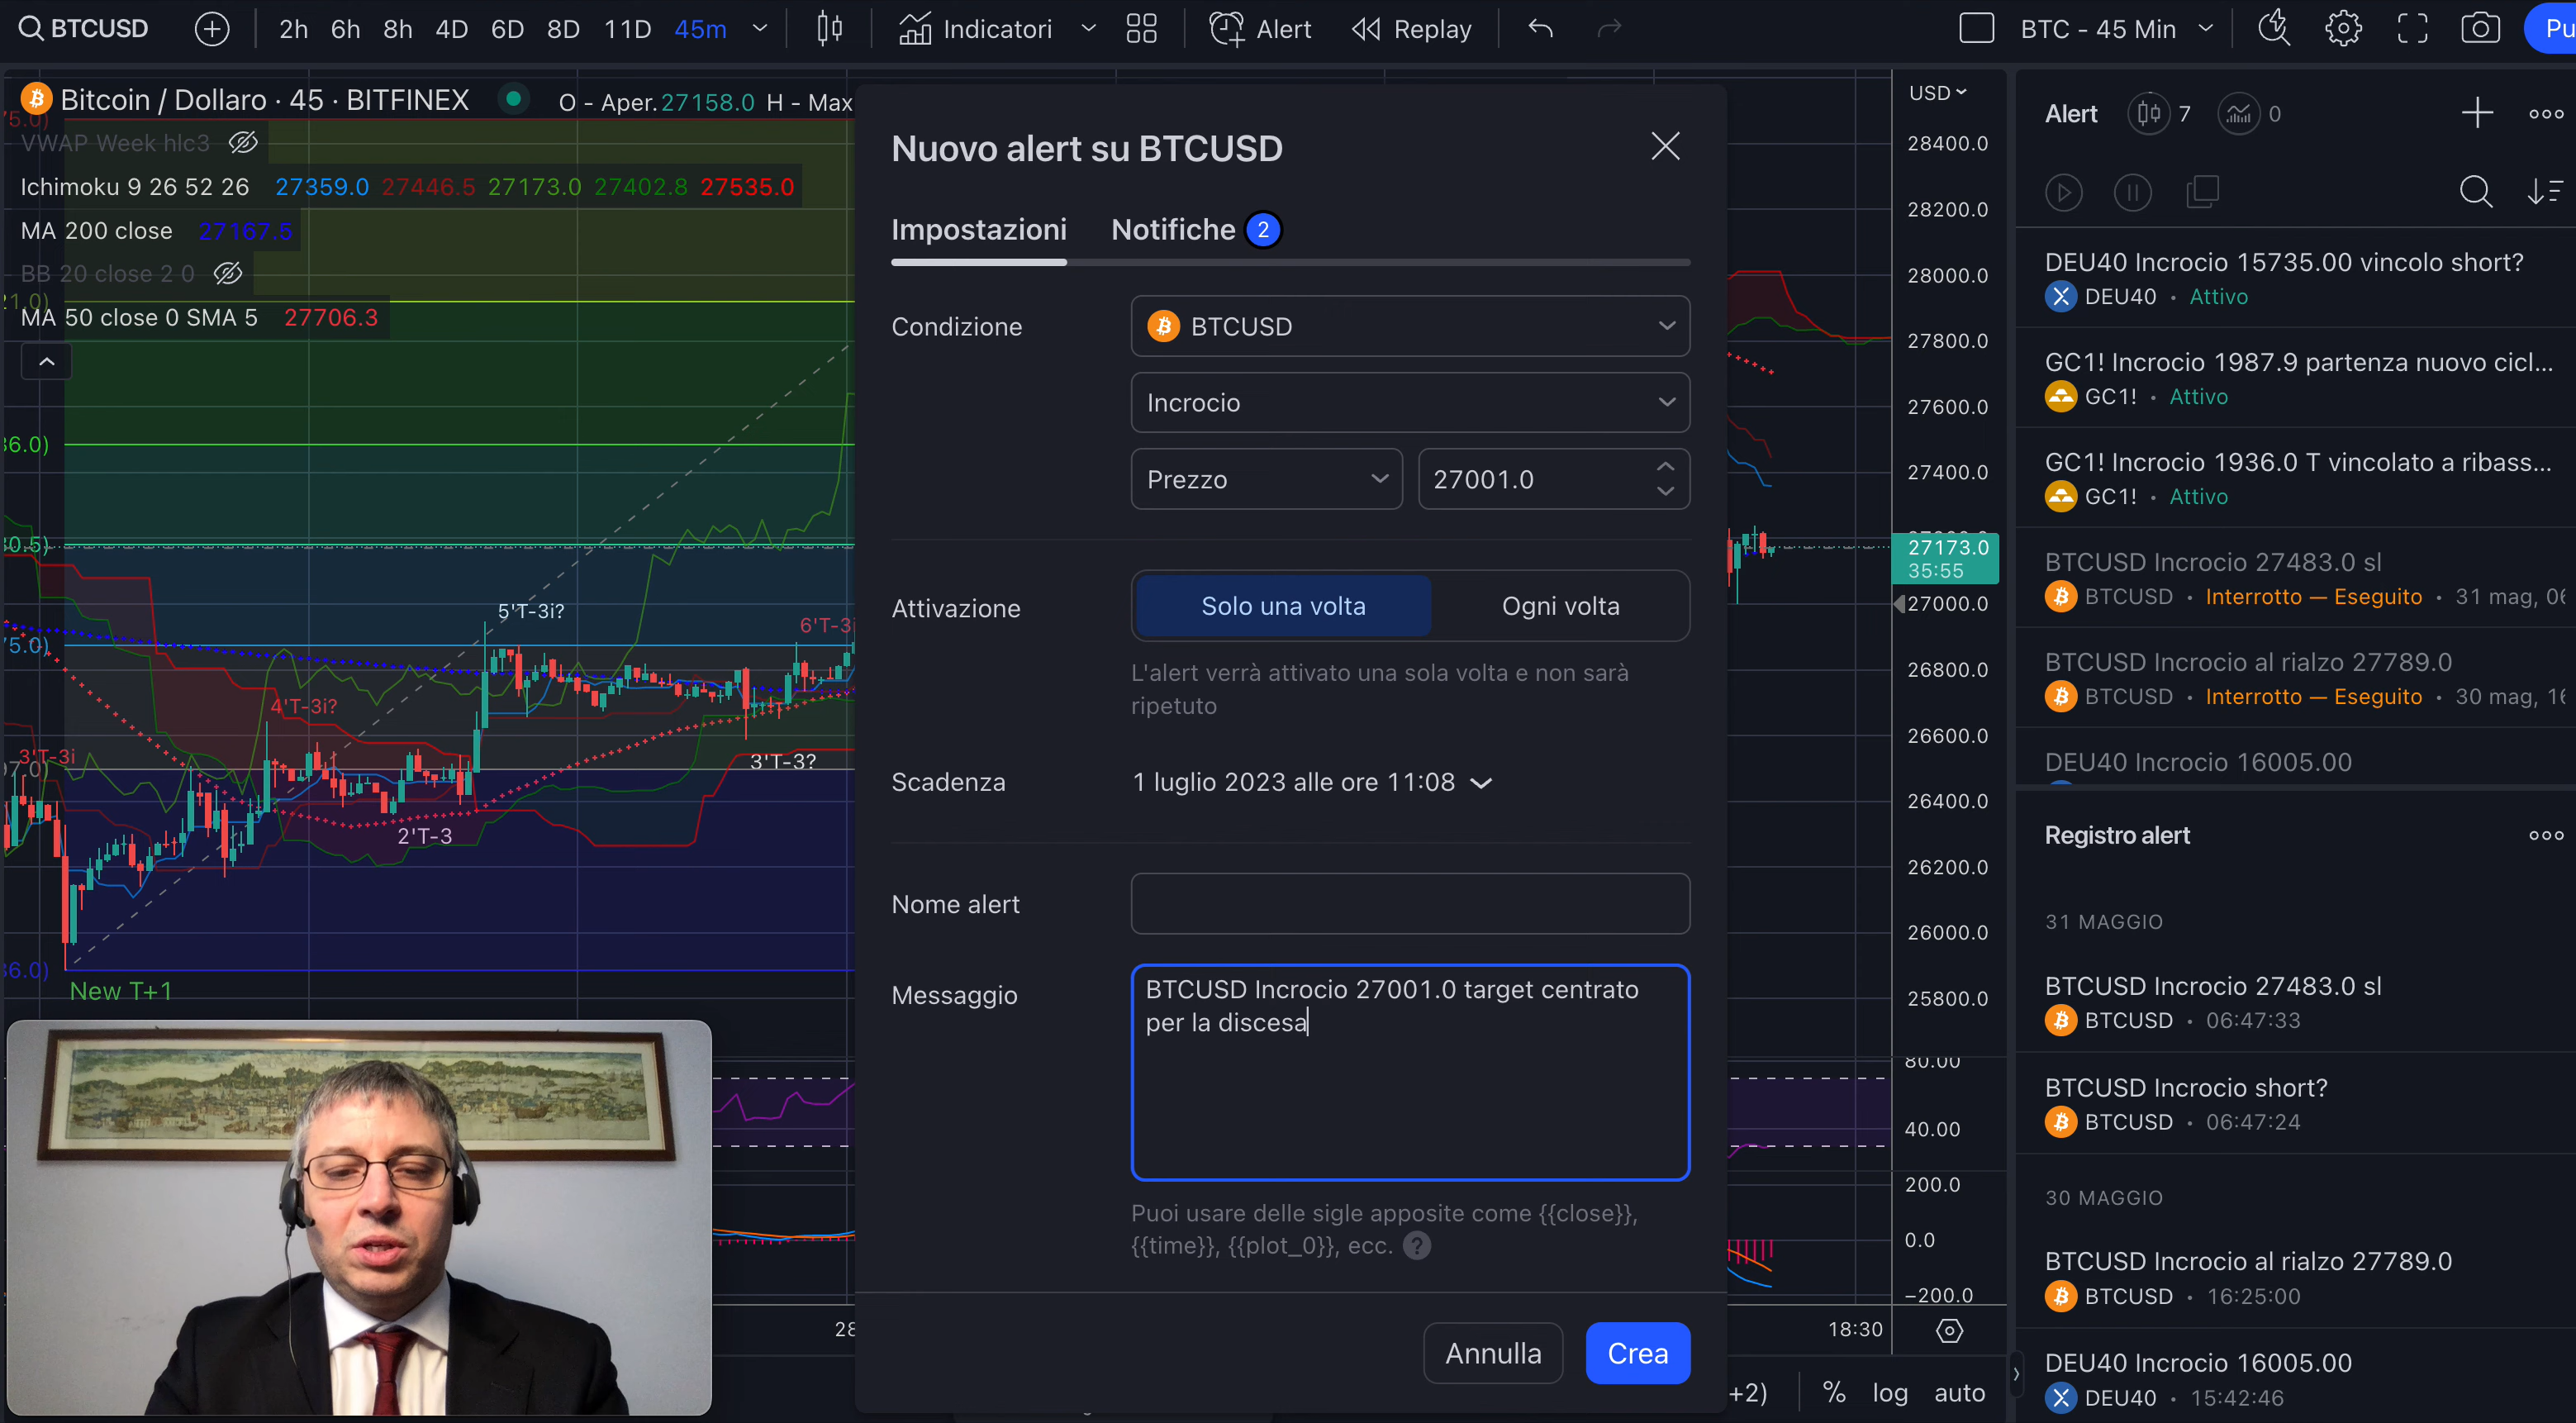 BTCUSD
2h 6h 8h 4D 6D 8D 11D 45m
Indicatori
Alert
Replay
BTC - 45 Min
Pu
Bitcoin / Dollaro · 45 · BITFINEX
O - Aper.27158.0 H - Max
VWAP Week hlc3
Ichimoku 9 26 52 26 27359.0 27446.5 27173.0 27402.8 27535.0
MA 200 close 27167.5
BB 20 close 2 0
MA 50 close 0 SMA 5 27706.3
5'T-3i?
6'T-3i
4'T-3i?
3'T-3i
3'T-3?
2'T-3
New T+1
28
Nuovo alert su BTCUSD
Impostazioni
Notifiche 2
Condizione
BTCUSD
Incrocio
Prezzo
27001.0
Attivazione
Solo una volta
Ogni volta
L'alert verrà attivato una sola volta e non sarà
ripetuto
Scadenza
1 luglio 2023 alle ore 11:08
Nome alert
Messaggio
BTCUSD Incrocio 27001.0 target centrato
per la discesa
Puoi usare delle sigle apposite come {{close}},
{{time}}, {{plot_0}}, ecc. ?
Annulla
Crea
USD
28400.0
28200.0
28000.0
27800.0
27600.0
27400.0
27173.0
35:55
27000.0
26800.0
26600.0
26400.0
26200.0
26000.0
25800.0
80.00
40.00
200.0
0.0
−200.0
18:30
+2)
%
log
auto
Alert
7
0
DEU40 Incrocio 15735.00 vincolo short?
DEU40 · Attivo
GC1! Incrocio 1987.9 partenza nuovo cicl...
GC1! · Attivo
GC1! Incrocio 1936.0 T vincolato a ribass...
GC1! · Attivo
BTCUSD Incrocio 27483.0 sl
BTCUSD · Interrotto — Eseguito · 31 mag, 06
BTCUSD Incrocio al rialzo 27789.0
BTCUSD · Interrotto — Eseguito · 30 mag, 16
DEU40 Incrocio 16005.00
Registro alert
31 MAGGIO
BTCUSD Incrocio 27483.0 sl
BTCUSD · 06:47:33
BTCUSD Incrocio short?
BTCUSD · 06:47:24
30 MAGGIO
BTCUSD Incrocio al rialzo 27789.0
BTCUSD · 16:25:00
DEU40 Incrocio 16005.00
DEU40 · 15:42:46